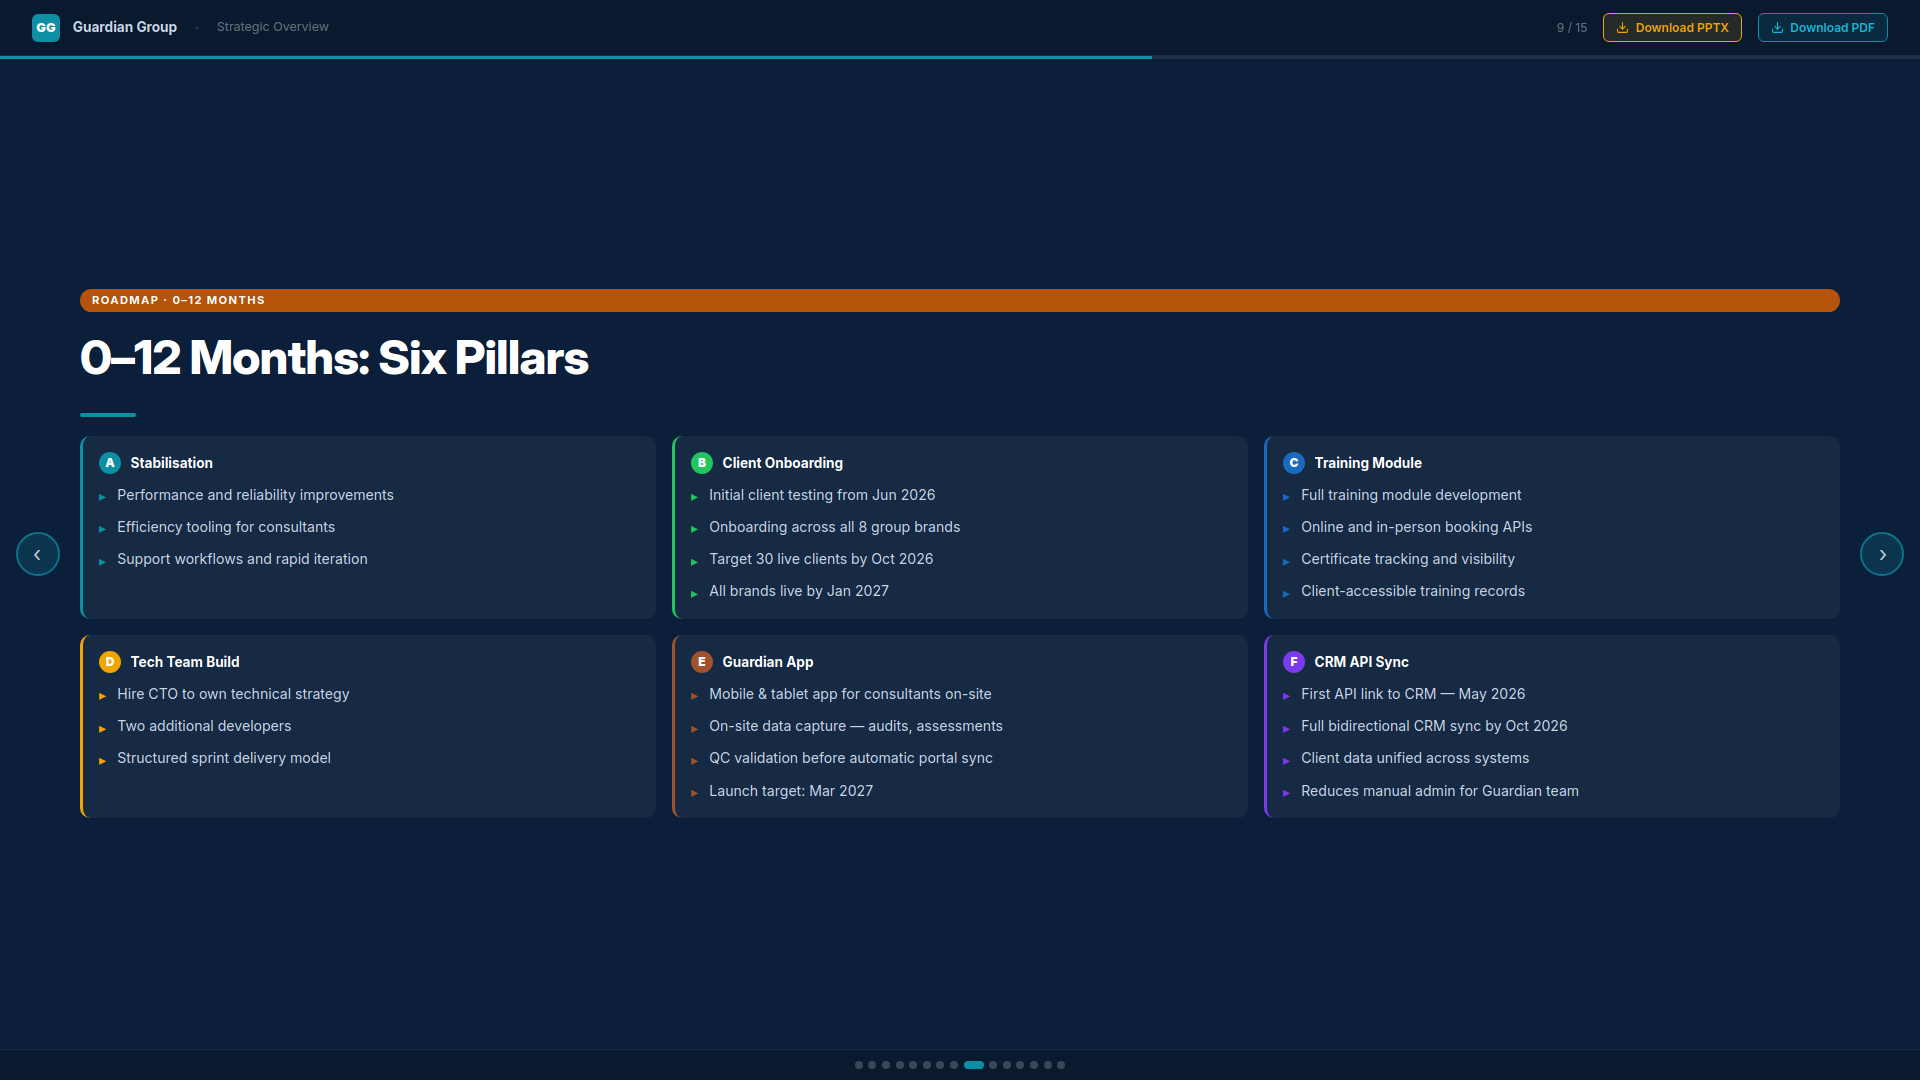 GG Guardian Group · Strategic Overview
9 / 15
Download PPTX
Download PDF
ROADMAP · 0–12 MONTHS
0–12 Months: Six Pillars
A Stabilisation
▸ Performance and reliability improvements
▸ Efficiency tooling for consultants
▸ Support workflows and rapid iteration
B Client Onboarding
▸ Initial client testing from Jun 2026
▸ Onboarding across all 8 group brands
▸ Target 30 live clients by Oct 2026
▸ All brands live by Jan 2027
C Training Module
▸ Full training module development
▸ Online and in-person booking APIs
▸ Certificate tracking and visibility
▸ Client-accessible training records
D Tech Team Build
▸ Hire CTO to own technical strategy
▸ Two additional developers
▸ Structured sprint delivery model
E Guardian App
▸ Mobile & tablet app for consultants on-site
▸ On-site data capture — audits, assessments
▸ QC validation before automatic portal sync
▸ Launch target: Mar 2027
F CRM API Sync
▸ First API link to CRM — May 2026
▸ Full bidirectional CRM sync by Oct 2026
▸ Client data unified across systems
▸ Reduces manual admin for Guardian team
‹
›